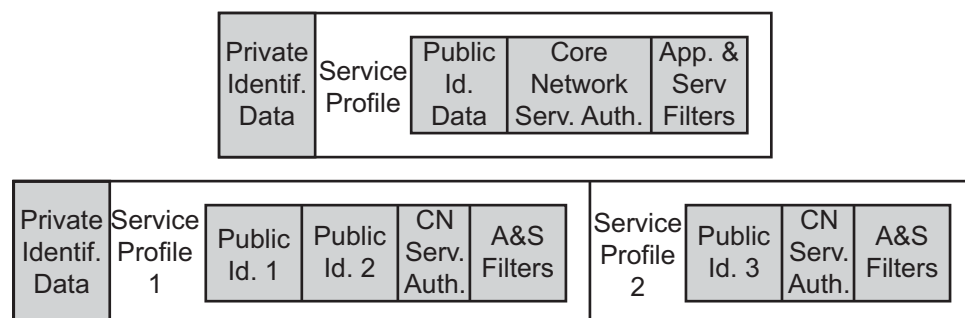 Private
Identif.
Data
Service
Profile
Public
Id.
Data
Core
Network
Serv. Auth.
App. &
Serv
Filters
Private
Identif.
Data
Service
Profile
1
Public
Id. 1
Public
Id. 2
CN
Serv.
Auth.
A&S
Filters
Service
Profile
2
Public
Id. 3
CN
Serv.
Auth.
A&S
Filters